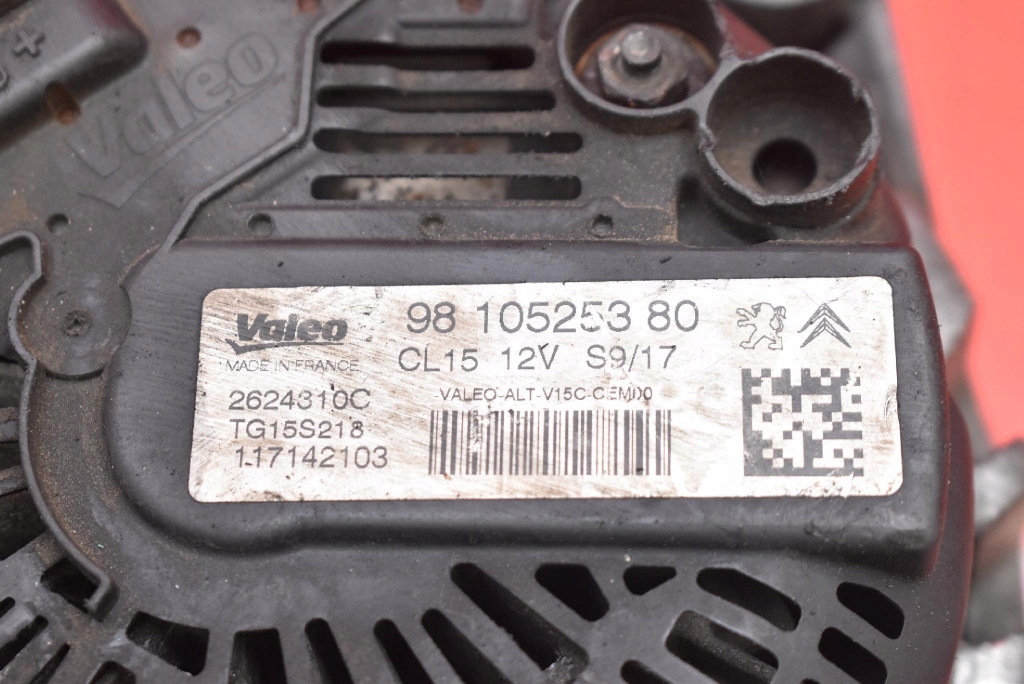 Valeo
Valeo 98 105253 80
MADE IN FRANCE CL15 12V S9/17
2624310C VALEO-ALT-V15C-CEM00
TG15S218
117142103